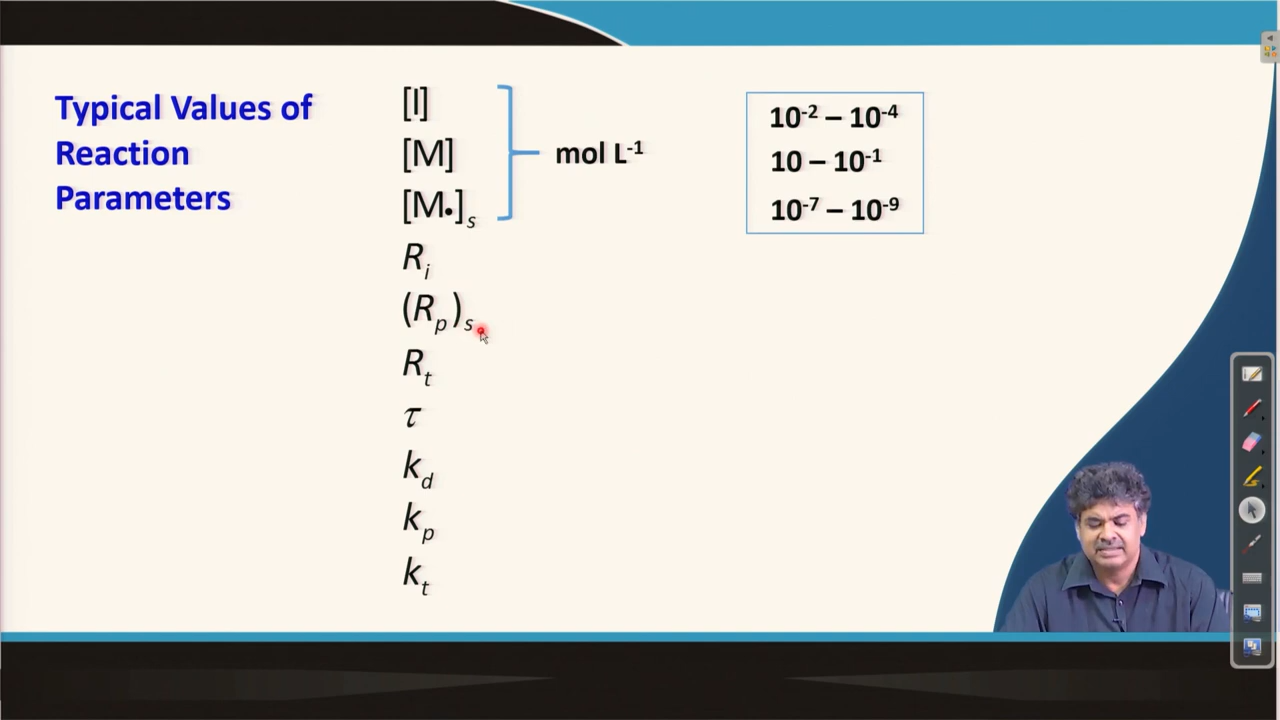 Typical Values of
Reaction
Parameters
[I]
[M]
[M•]ₛ
mol L⁻¹
10⁻² – 10⁻⁴
10 – 10⁻¹
10⁻⁷ – 10⁻⁹
Rᵢ
(Rₚ)ₛ
Rₜ
τ
k_d
kₚ
kₜ